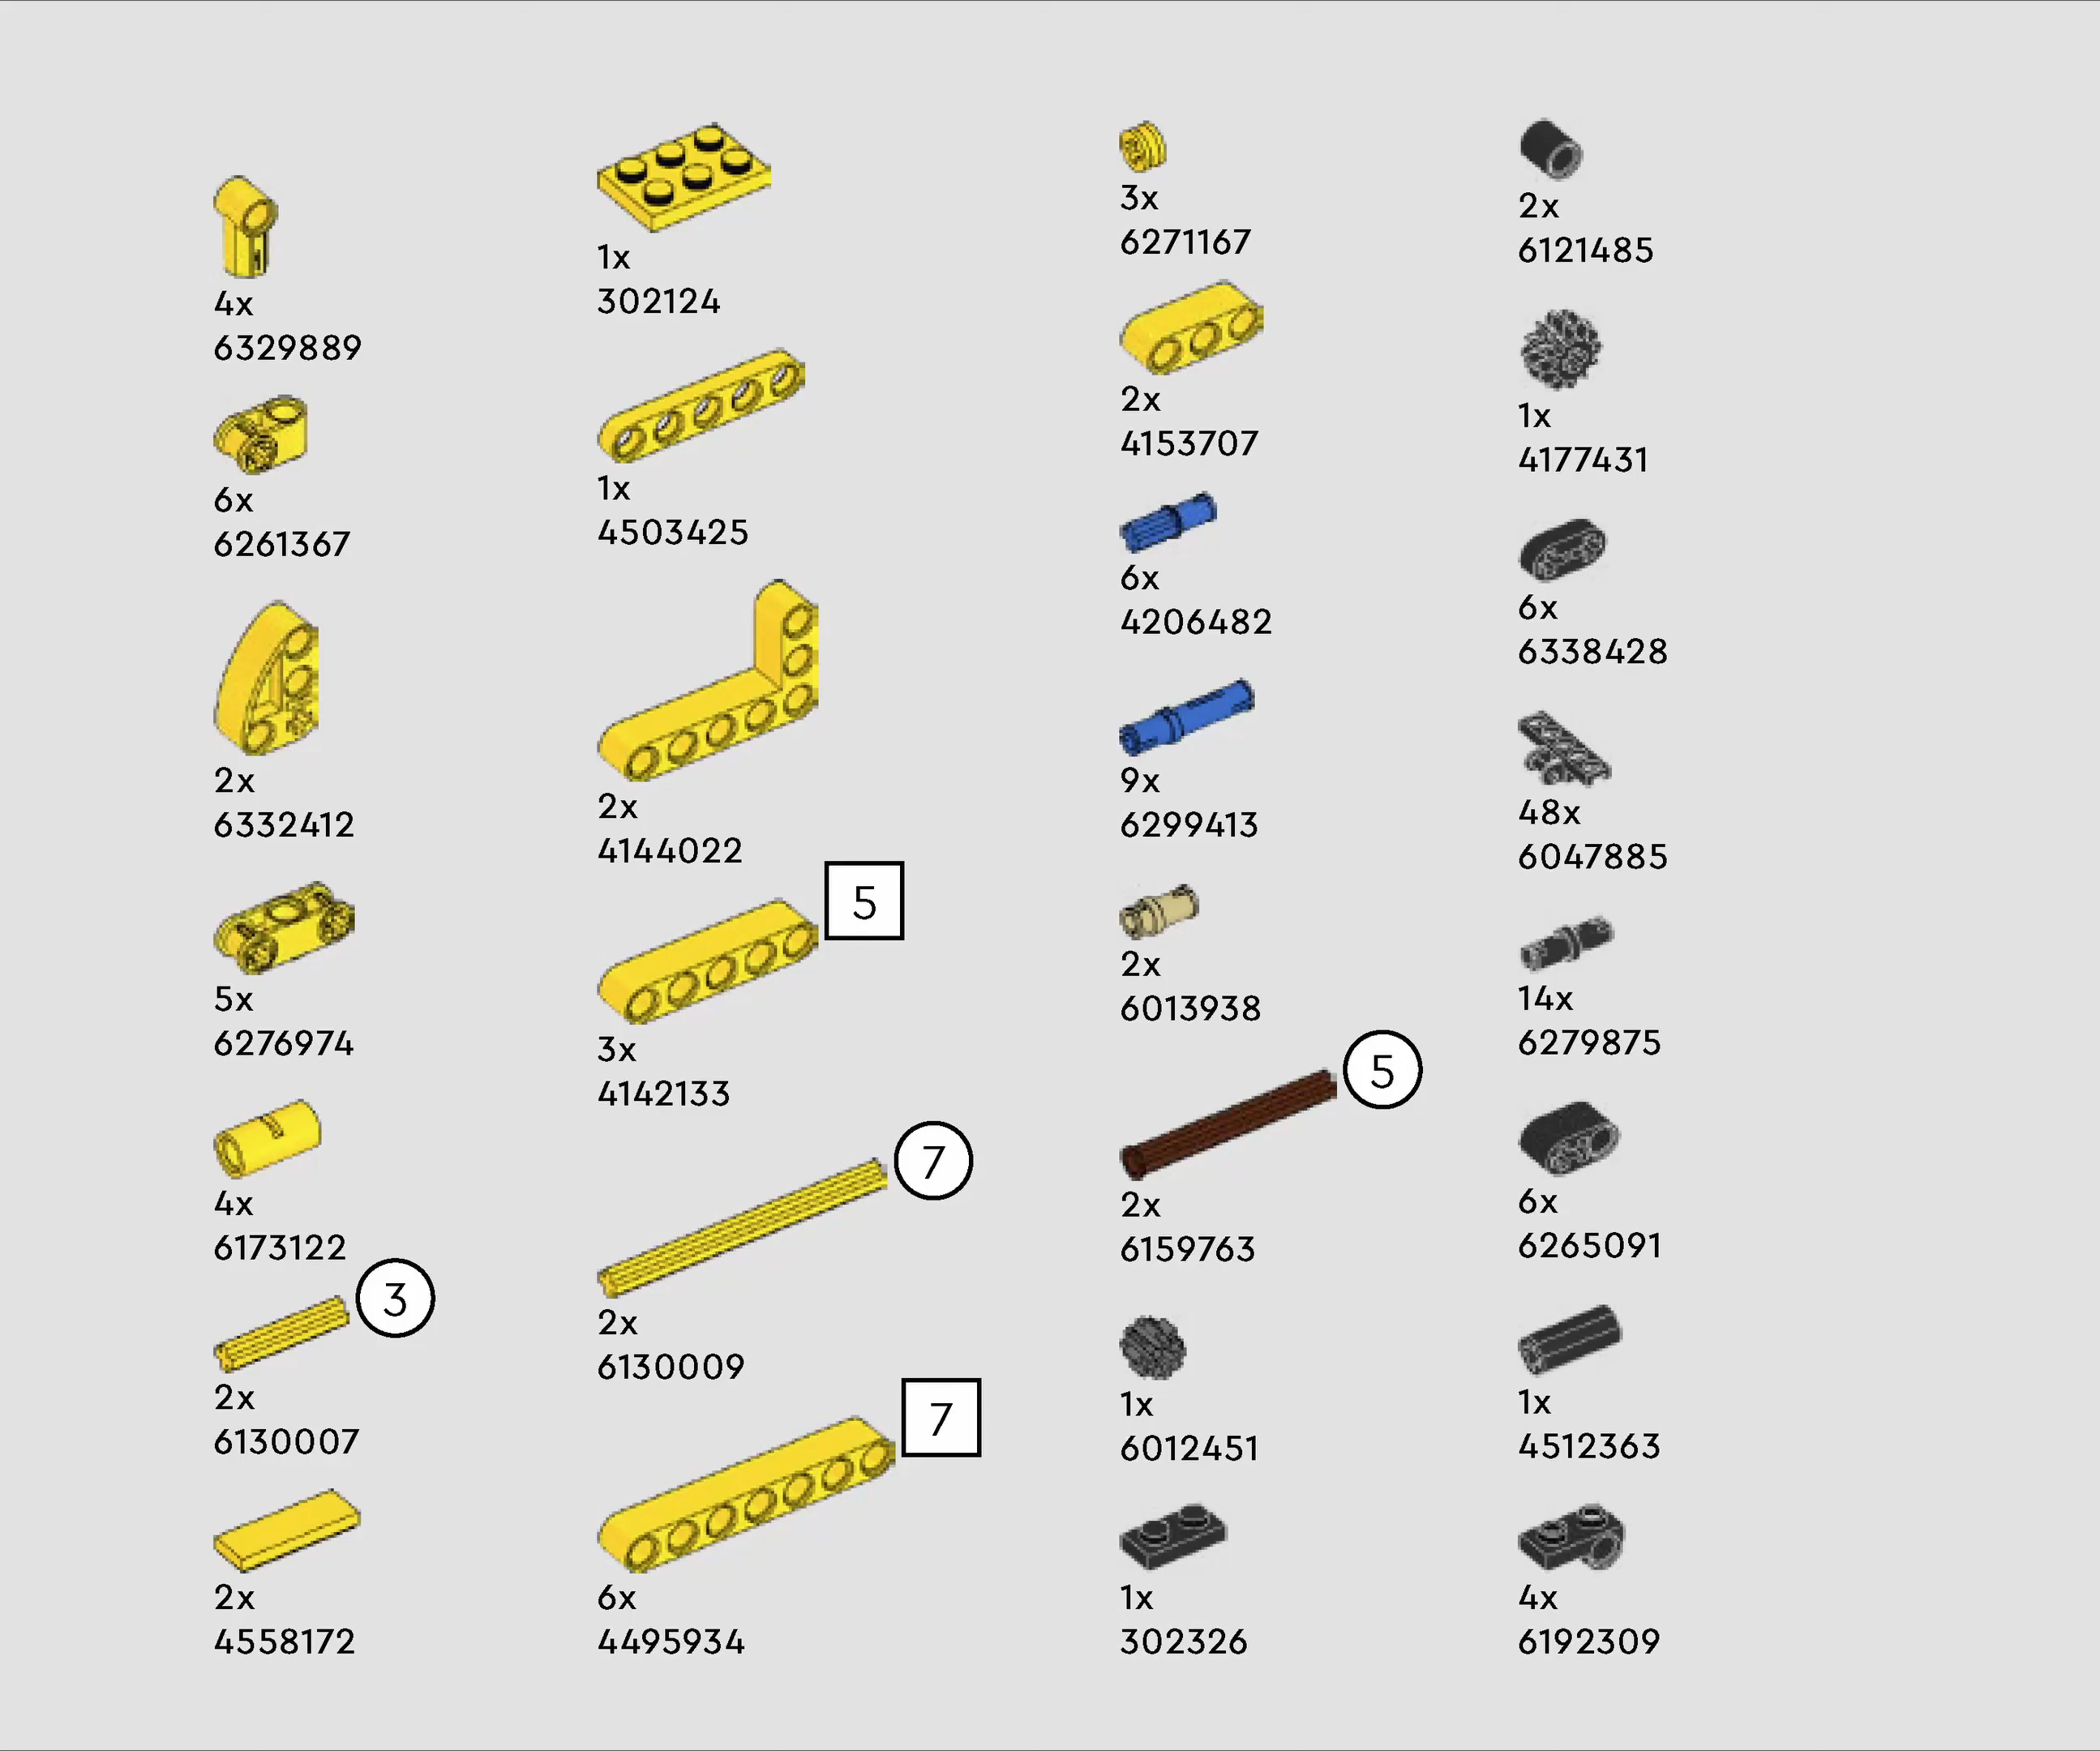 4x
6329889
6x
6261367
2x
6332412
5x
6276974
4x
6173122
3
2x
6130007
2x
4558172
1x
302124
1x
4503425
2x
4144022
5
3x
4142133
7
2x
6130009
7
6x
4495934
3x
6271167
2x
4153707
6x
4206482
9x
6299413
2x
6013938
5
2x
6159763
1x
6012451
1x
302326
2x
6121485
1x
4177431
6x
6338428
48x
6047885
14x
6279875
6x
6265091
1x
4512363
4x
6192309